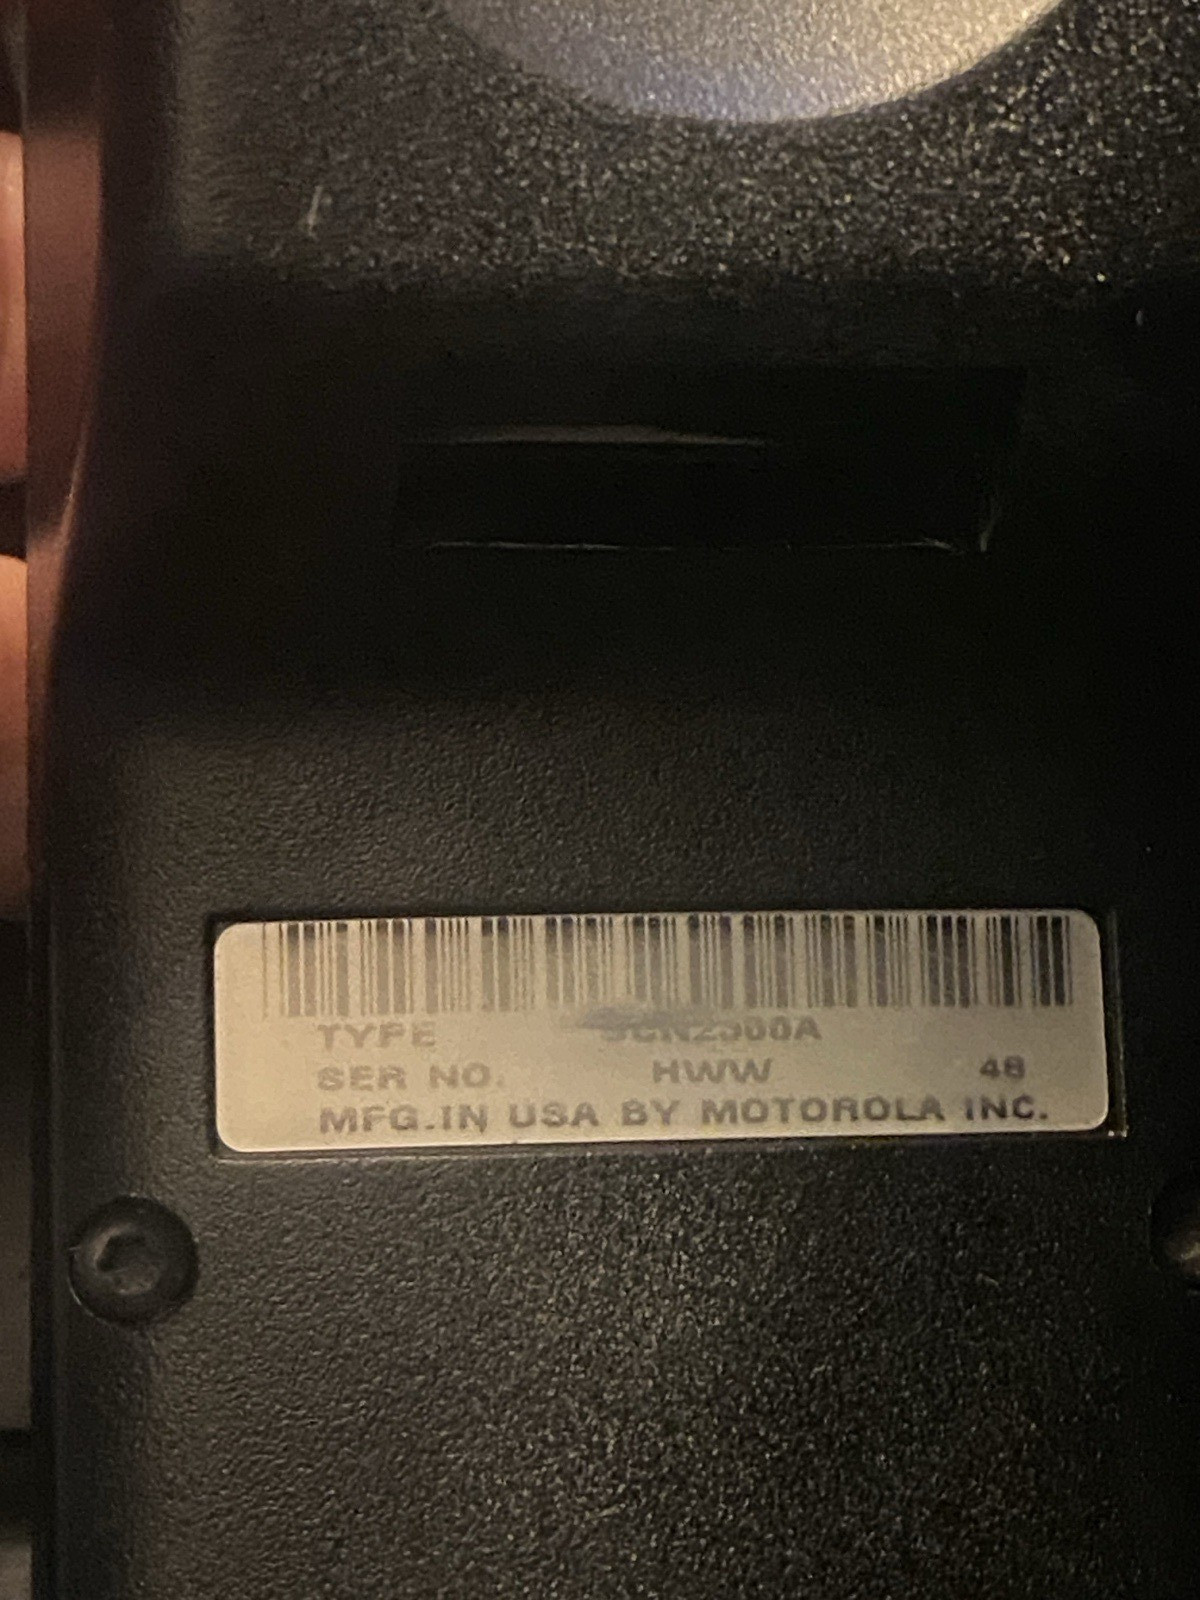 TYPE
SER NO. HWW 48
MFG.IN USA BY MOTOROLA INC.